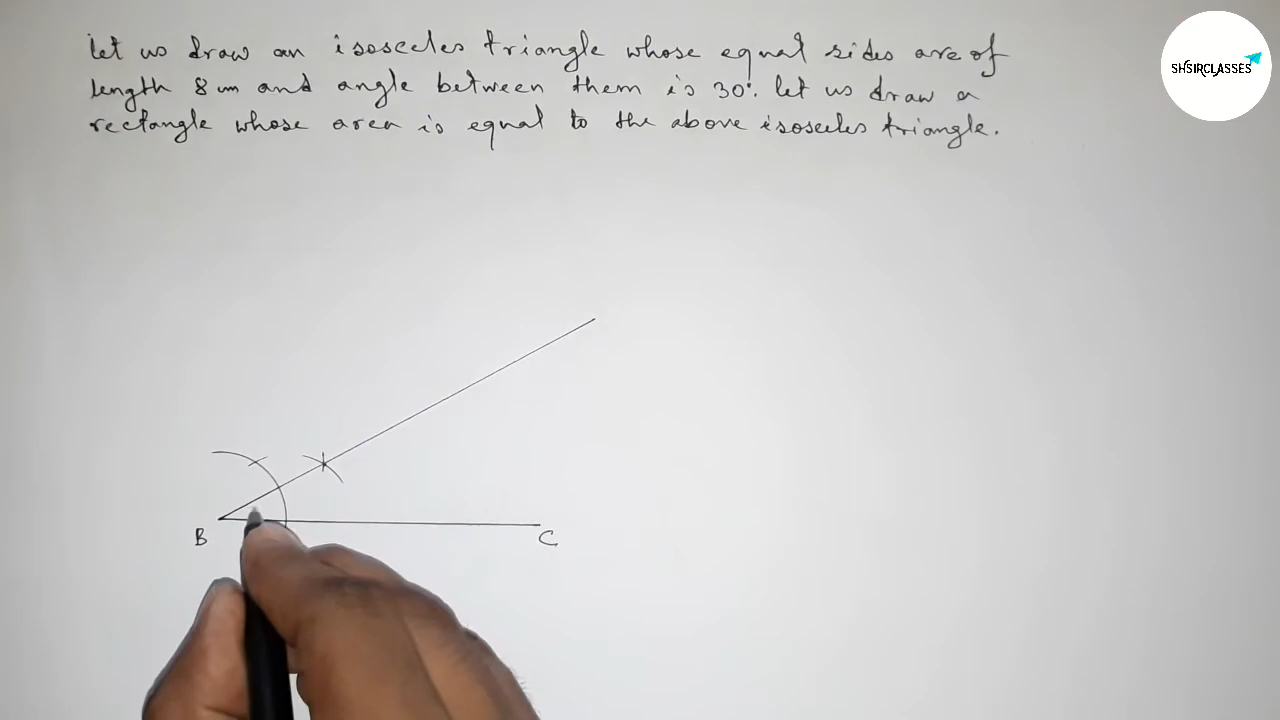 let us draw an isosceles triangle whose equal sides are of
length 8 cm and angle between them is 30°. let us draw a
rectangle whose area is equal to the above isosceles triangle.
SHSIRCLASSES
B
C